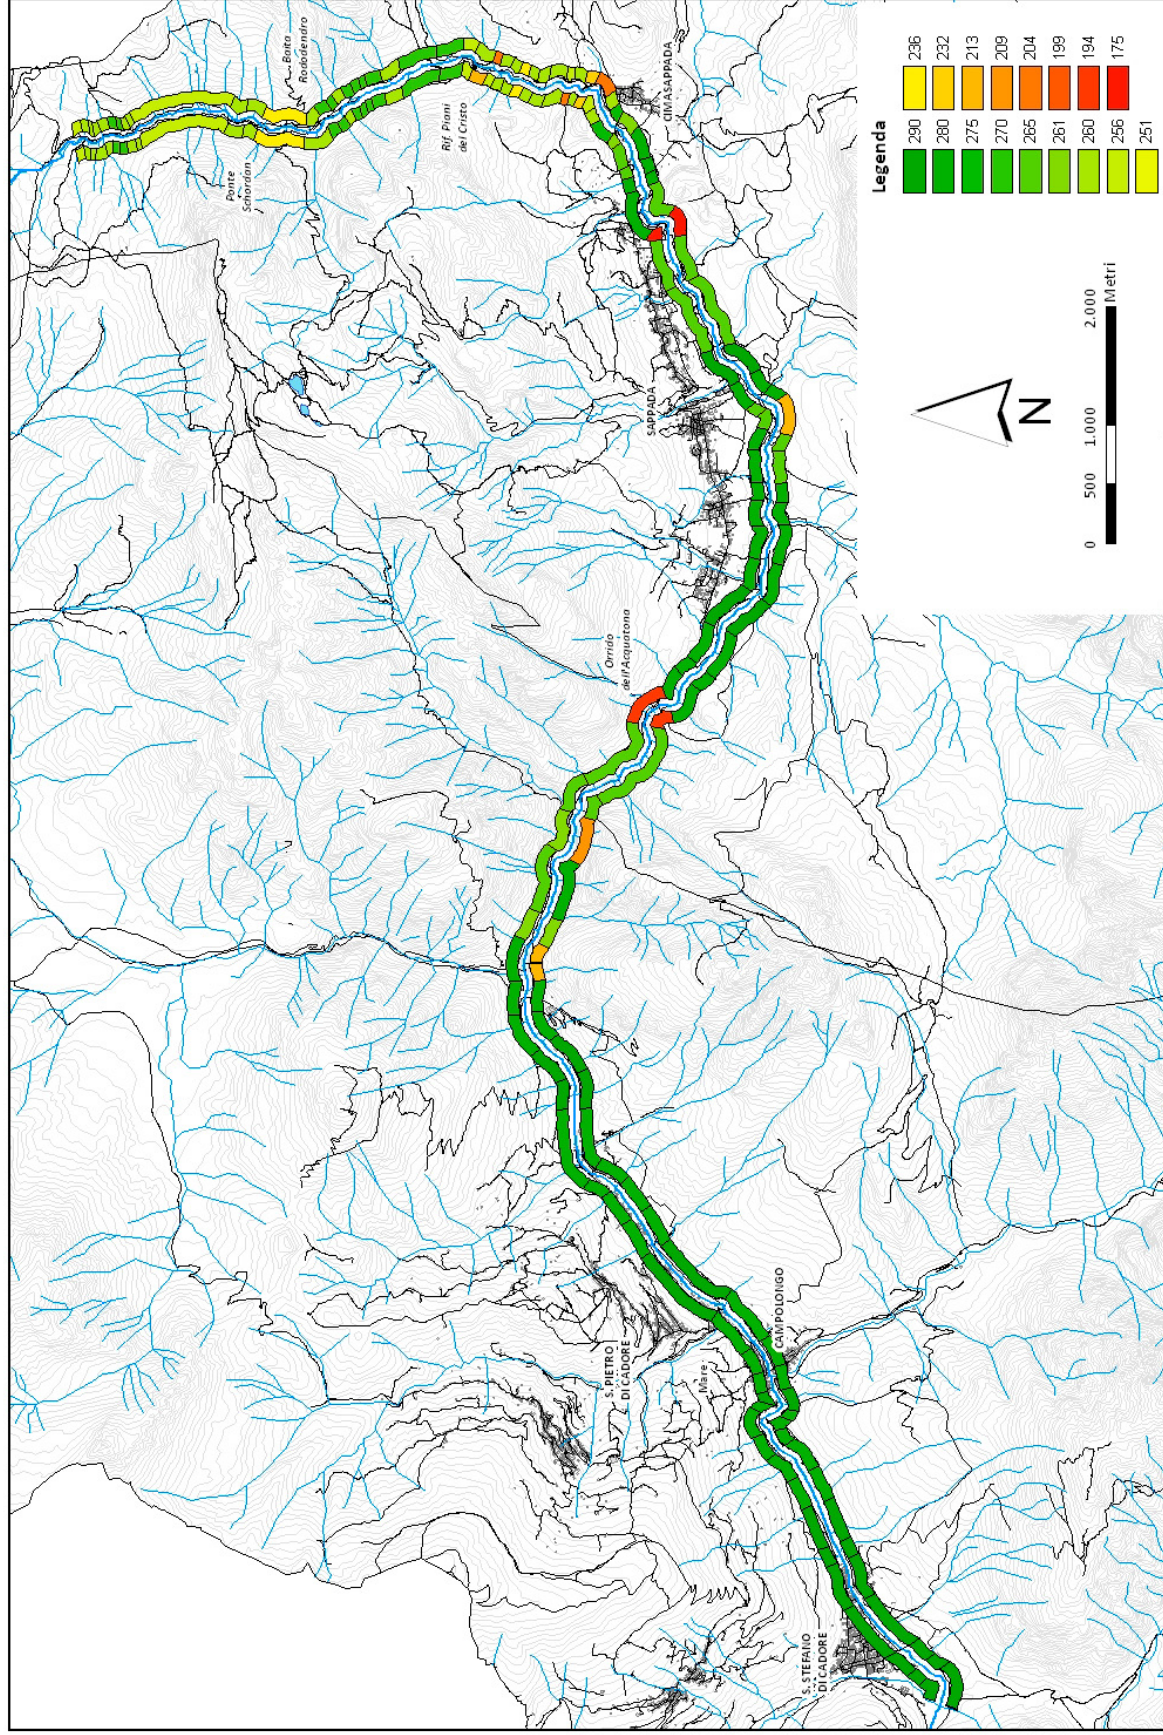 Baita
Rododendro
Ponte
Schordan
Rif. Piani
del Cristo
CIMASAPPADA
SAPPADA
Orrido
dell'Acquatona
S. PIETRO
DI CADORE
Mare
CAMPOLONGO
S. STEFANO
DI CADORE
Legenda
290
280
275
270
265
261
260
256
251
236
232
213
209
204
199
194
175
N
0 500 1.000 2.000
Metri